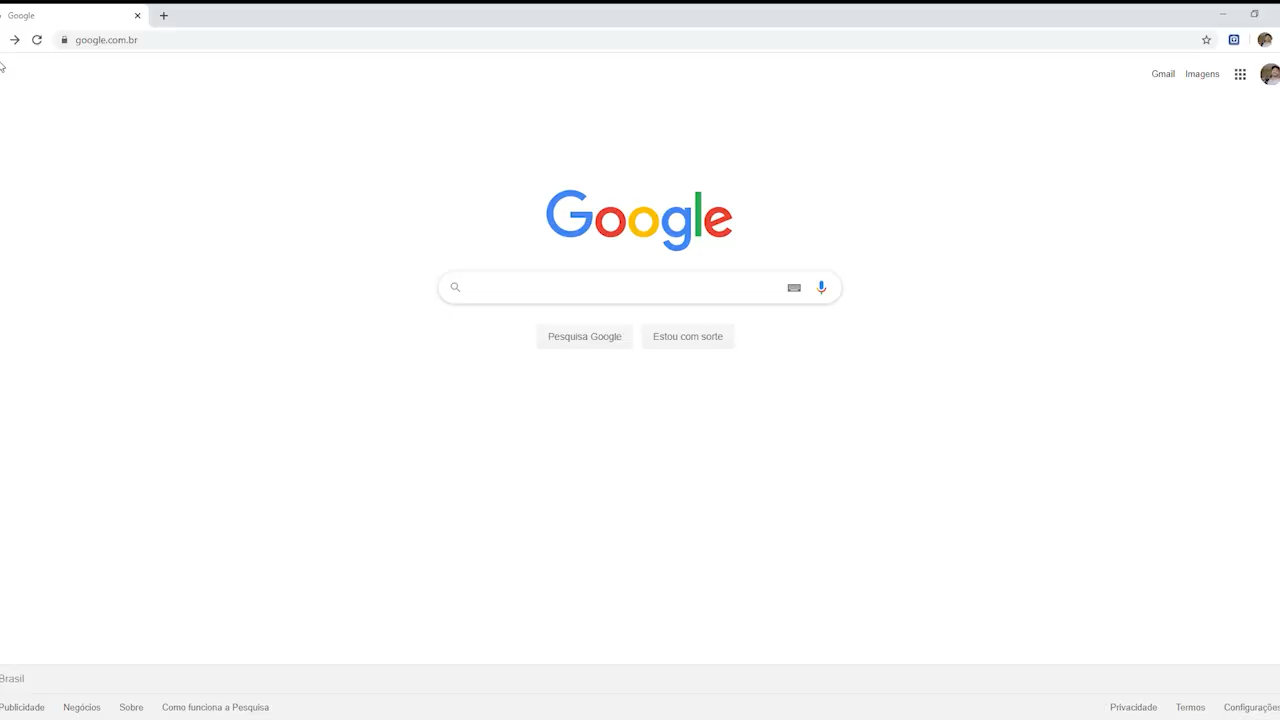 Google
google.com.br
Gmail Imagens
Google
Pesquisa Google Estou com sorte
Brasil
Publicidade Negócios Sobre Como funciona a Pesquisa Privacidade Termos Configurações